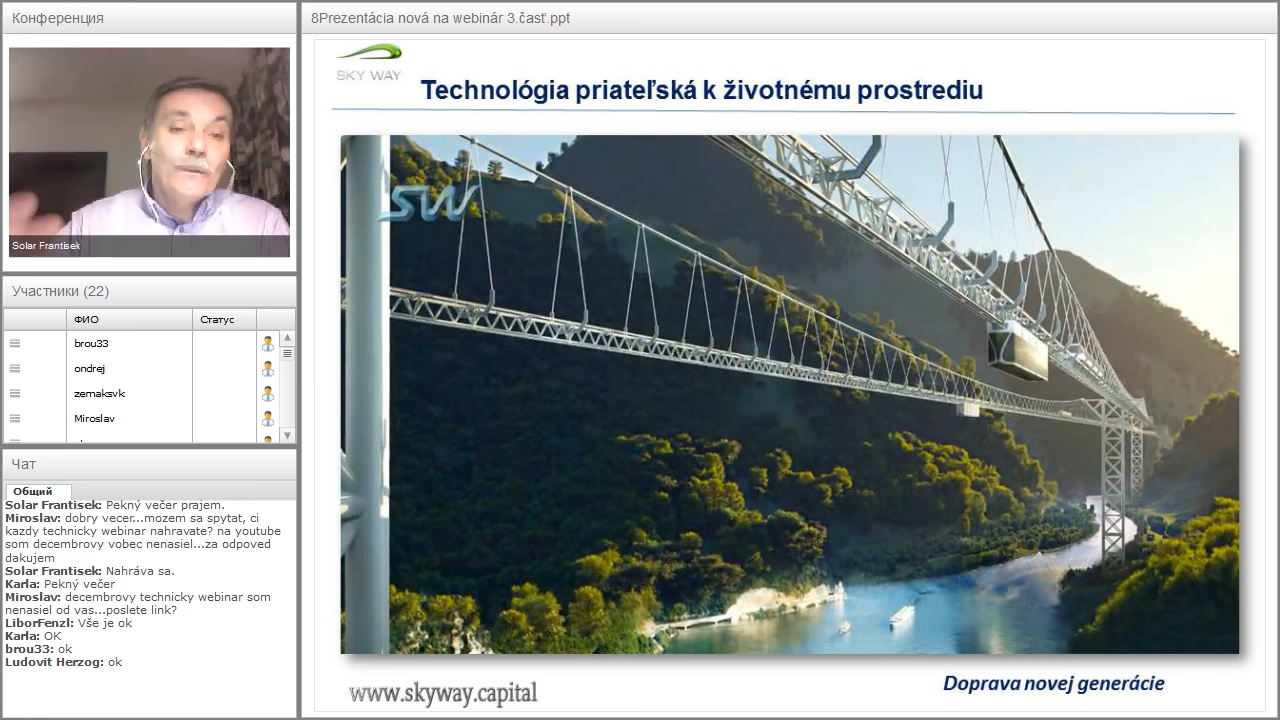 Конференция
Solar Frantisek
Участники (22)
ФИО
Статус
brou33
ondrej
zemaksvk
Miroslav
Чат
Общий
Solar Frantisek: Pekný večer prajem.
Miroslav: dobry vecer...mozem sa spytat, ci
kazdy technicky webinar nahravate? na youtube
som decembrovy vobec nenasiel...za odpoved
dakujem
Solar Frantisek: Nahráva sa.
Karla: Pekný večer
Miroslav: decembrovy technicky webinar som
nenasiel od vas...poslete link?
LiborFenzl: Vše je ok
Karla: OK
brou33: ok
Ludovit Herzog: ok
8Prezentácia nová na webinár 3.časť.ppt
SKY WAY
Technológia priateľská k životnému prostrediu
SW
www.skyway.capital
Doprava novej generácie